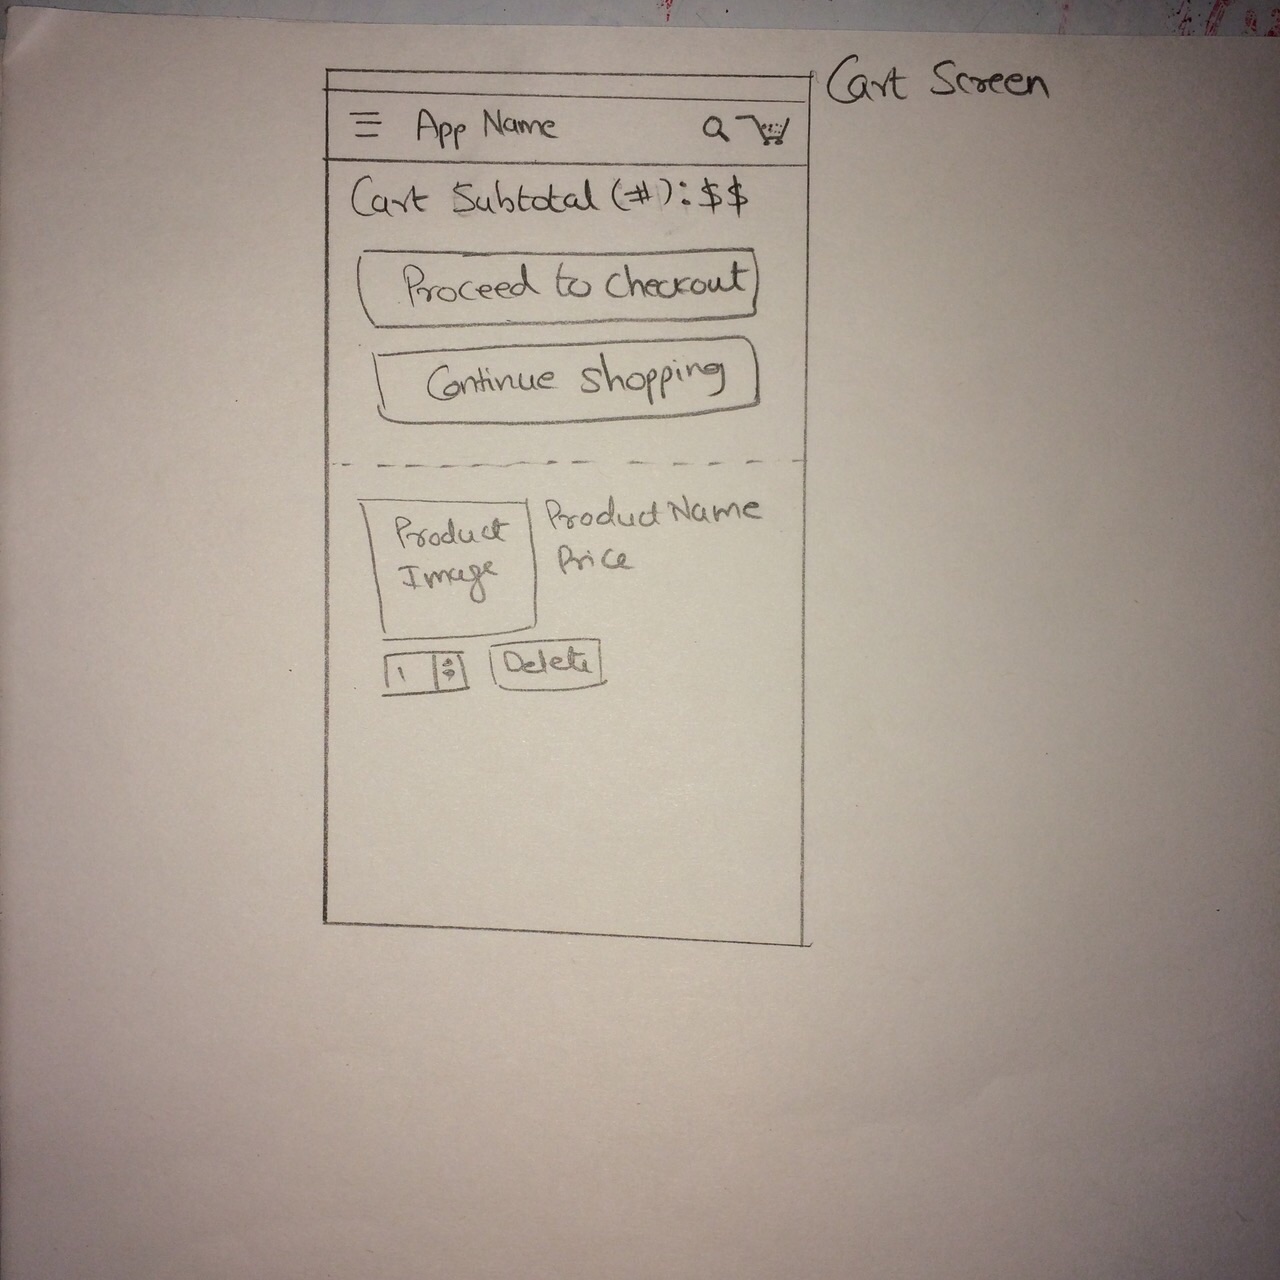 Cart Screen
App Name
Cart Subtotal (#): $$
Proceed to checkout
Continue shopping
Product Name
Product
Image
Price
1
Delete